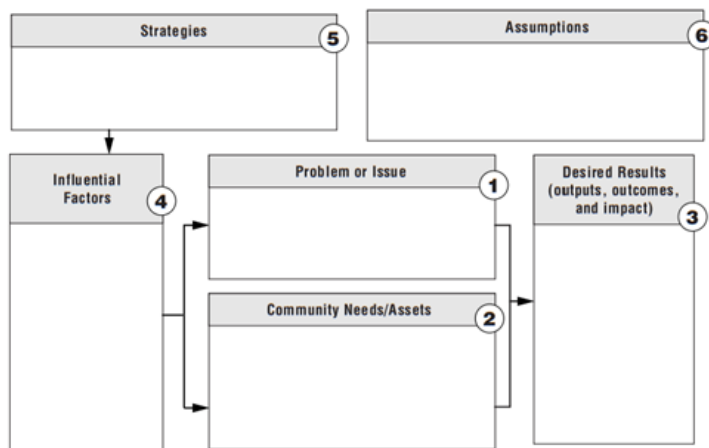 Strategies
5
Assumptions
6
Influential
Factors
4
Problem or Issue
1
Desired Results
(outputs, outcomes,
and impact)
3
Community Needs/Assets
2